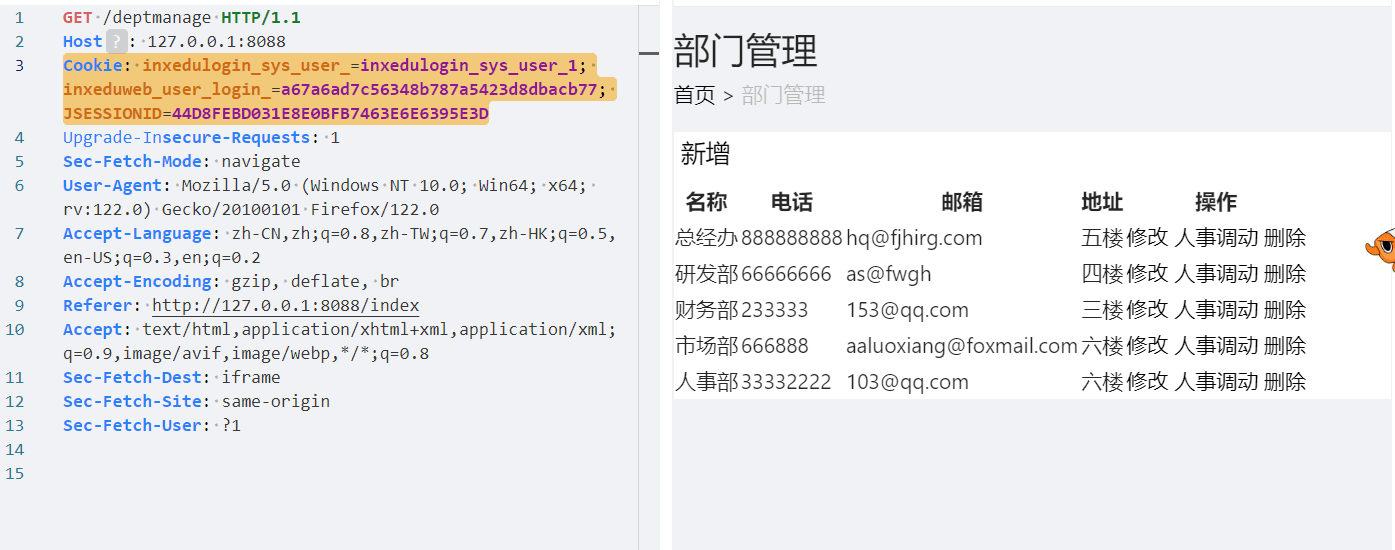 1 GET /deptmanage HTTP/1.1
2 Host ? : 127.0.0.1:8088
3 Cookie: inxedulogin_sys_user_=inxedulogin_sys_user_1;
inxeduweb_user_login_=a67a6ad7c56348b787a5423d8dbacb77;
JSESSIONID=44D8FEBD031E8E0BFB7463E6E6395E3D
4 Upgrade-Insecure-Requests: 1
5 Sec-Fetch-Mode: navigate
6 User-Agent: Mozilla/5.0 (Windows NT 10.0; Win64; x64;
rv:122.0) Gecko/20100101 Firefox/122.0
7 Accept-Language: zh-CN,zh;q=0.8,zh-TW;q=0.7,zh-HK;q=0.5,
en-US;q=0.3,en;q=0.2
8 Accept-Encoding: gzip, deflate, br
9 Referer: http://127.0.0.1:8088/index
10 Accept: text/html,application/xhtml+xml,application/xml;
q=0.9,image/avif,image/webp,*/*;q=0.8
11 Sec-Fetch-Dest: iframe
12 Sec-Fetch-Site: same-origin
13 Sec-Fetch-User: ?1
14
15
部门管理
首页 > 部门管理
新增
名称 电话 邮箱 地址 操作
总经办 888888888 hq@fjhirg.com 五楼 修改 人事调动 删除
研发部 66666666 as@fwgh 四楼 修改 人事调动 删除
财务部 233333 153@qq.com 三楼 修改 人事调动 删除
市场部 666888 aaluoxiang@foxmail.com 六楼 修改 人事调动 删除
人事部 33332222 103@qq.com 六楼 修改 人事调动 删除